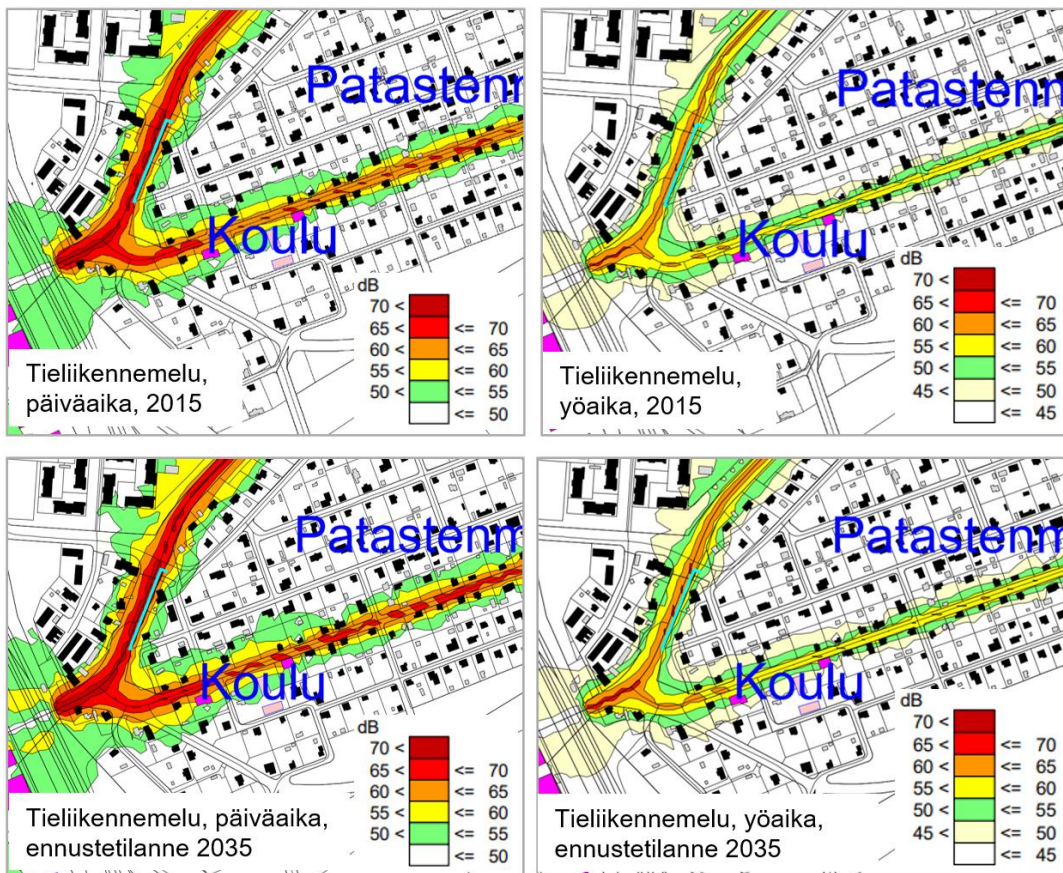 Patastenm
Koulu
dB
70 <
65 < <= 70
60 < <= 65
55 < <= 60
50 < <= 55
<= 50
Tieliikennemelu,
päiväaika, 2015
Patastenm
Koulu
dB
70 <
65 < <= 70
60 < <= 65
55 < <= 60
50 < <= 55
45 < <= 50
<= 45
Tieliikennemelu,
yöaika, 2015
Patastenm
Koulu
dB
70 <
65 < <= 70
60 < <= 65
55 < <= 60
50 < <= 55
<= 50
Tieliikennemelu, päiväaika,
ennustetilanne 2035
Patastenm
Koulu
dB
70 <
65 < <= 70
60 < <= 65
55 < <= 60
50 < <= 55
45 < <= 50
<= 45
Tieliikennemelu, yöaika,
ennustetilanne 2035